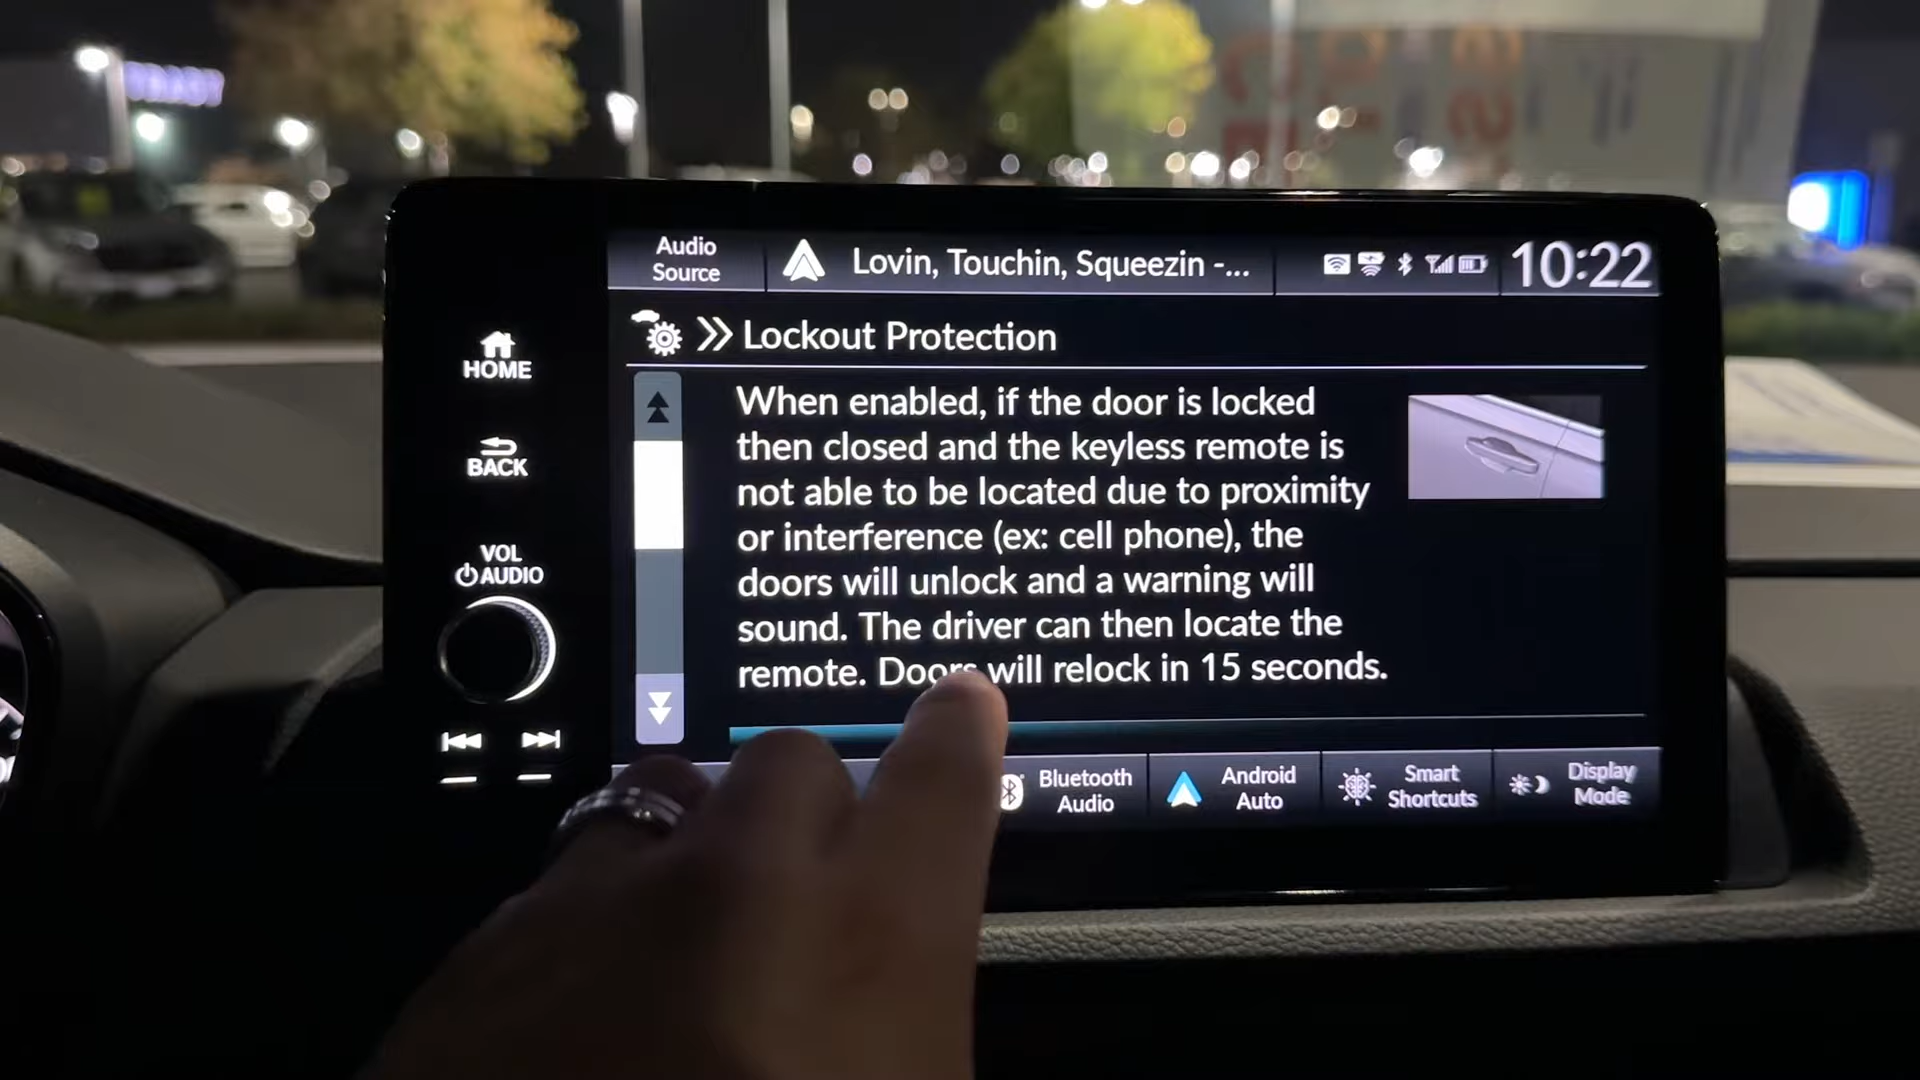 Audio
Source
Lovin, Touchin, Squeezin -...
10:22
Lockout Protection
HOME
BACK
VOL
AUDIO
When enabled, if the door is locked
then closed and the keyless remote is
not able to be located due to proximity
or interference (ex: cell phone), the
doors will unlock and a warning will
sound. The driver can then locate the
remote. Doors will relock in 15 seconds.
Bluetooth
Audio
Android
Auto
Smart
Shortcuts
Display
Mode